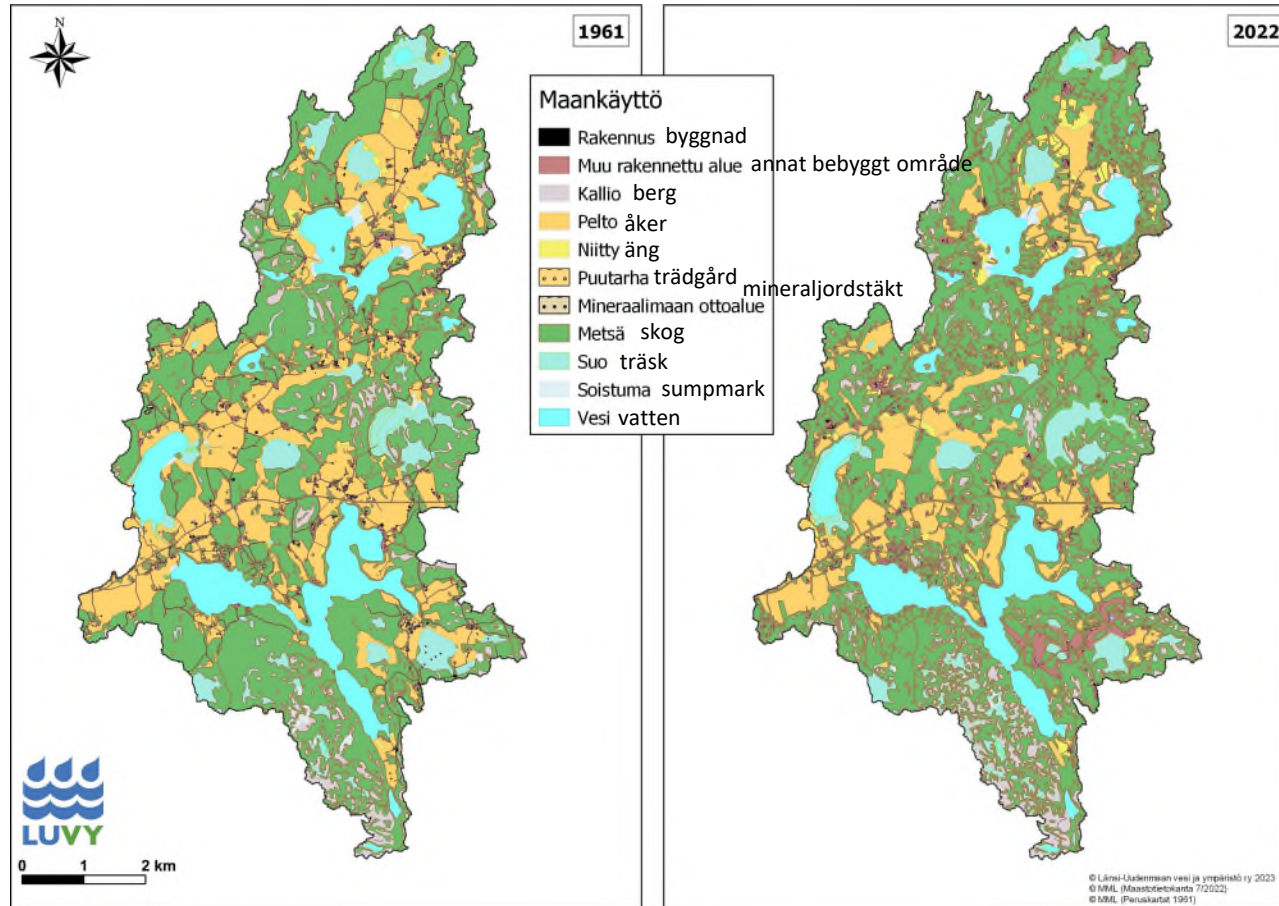 N
1961
2022
Maankäyttö
Rakennus byggnad
Muu rakennettu alue annat bebyggt område
Kallio berg
Pelto åker
Niitty äng
Puutarha trädgård
Mineraalimaan ottoalue mineraljordstäkt
Metsä skog
Suo träsk
Soistuma sumpmark
Vesi vatten
LUVY
0 1 2 km
© Länsi-Uudenmaan vesi ja ympäristö ry 2023
© MML (Maastotietokanta 7/2022)
© MML (Peruskartat 1961)